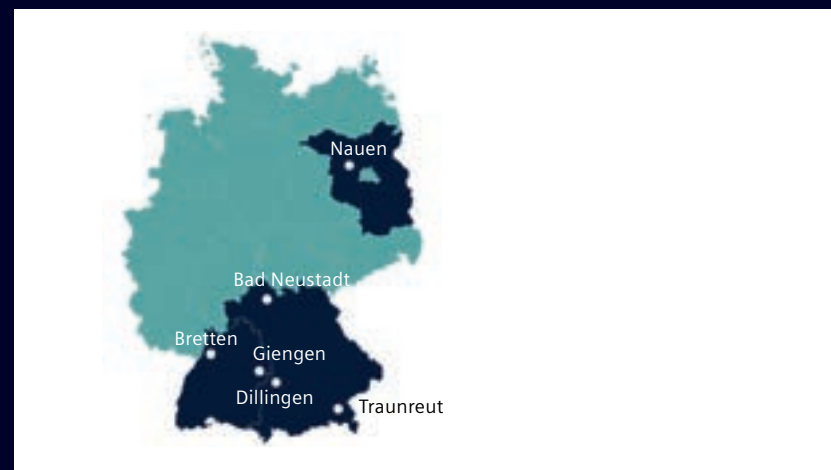 Nauen
Bad Neustadt
Bretten
Giengen
Dillingen
Traunreut